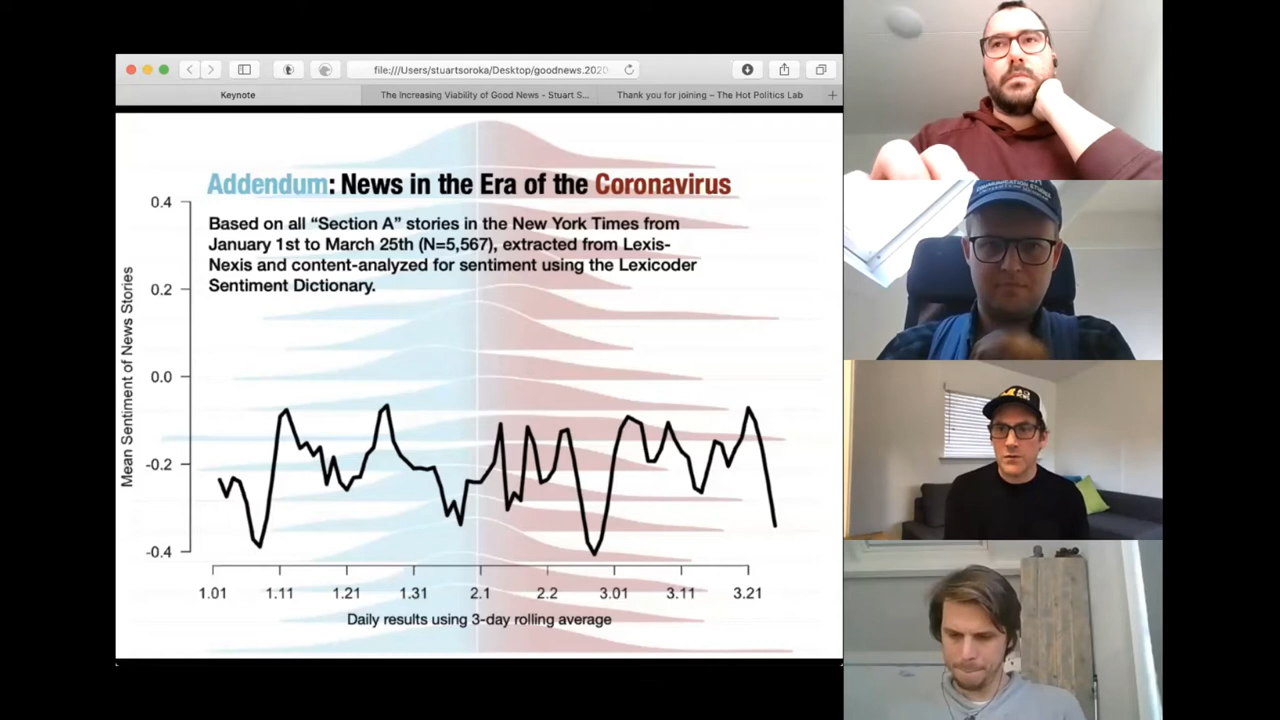 file:///Users/stuartsoroka/Desktop/goodnews.2020
Keynote
The Increasing Viability of Good News - Stuart S...
Thank you for joining – The Hot Politics Lab
Addendum: News in the Era of the Coronavirus
Based on all “Section A” stories in the New York Times from
January 1st to March 25th (N=5,567), extracted from Lexis-
Nexis and content-analyzed for sentiment using the Lexicoder
Sentiment Dictionary.
Mean Sentiment of News Stories
0.4
0.2
0.0
-0.2
-0.4
1.01 1.11 1.21 1.31 2.1 2.2 3.01 3.11 3.21
Daily results using 3-day rolling average
COMMUNICATION STUDIES